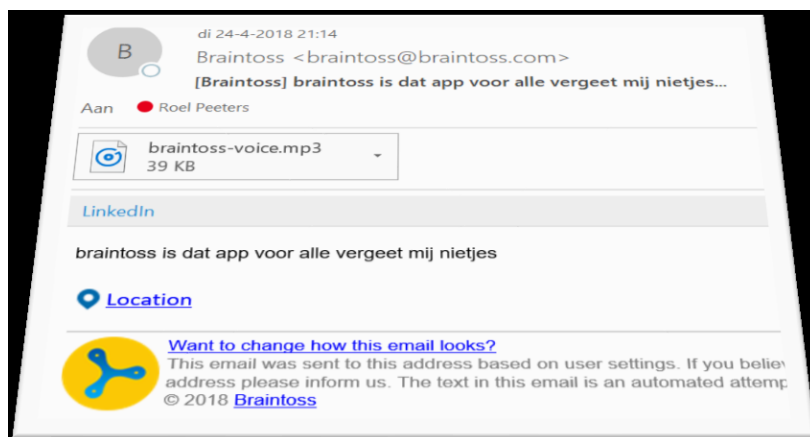 B
di 24-4-2018 21:14
Braintoss <braintoss@braintoss.com>
[Braintoss] braintoss is dat app voor alle vergeet mij nietjes...
Aan Roel Peeters
braintoss-voice.mp3
39 KB
LinkedIn
braintoss is dat app voor alle vergeet mij nietjes
Location
Want to change how this email looks?
This email was sent to this address based on user settings. If you
address please inform us. The text in this email is an automated
© 2018 Braintoss